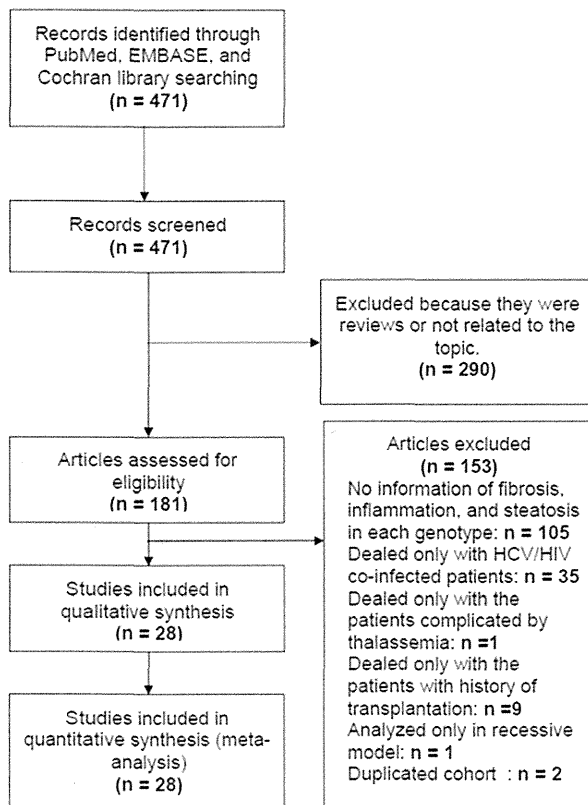 Records identified through
PubMed, EMBASE, and
Cochran library searching
(n = 471)
Records screened
(n = 471)
Excluded because they were
reviews or not related to the
topic.
(n = 290)
Articles assessed for
eligibility
(n = 181)
Articles excluded
(n = 153)
No information of fibrosis,
inflammation, and steatosis
in each genotype: n = 105
Dealed only with HCV/HIV
co-infected patients: n = 35
Dealed only with the
patients complicated by
thalassemia: n =1
Dealed only with the
patients with history of
transplantation: n =9
Analyzed only in recessive
model: n = 1
Duplicated cohort : n = 2
Studies included in
qualitative synthesis
(n = 28)
Studies included in
quantitative synthesis (meta-
analysis)
(n = 28)